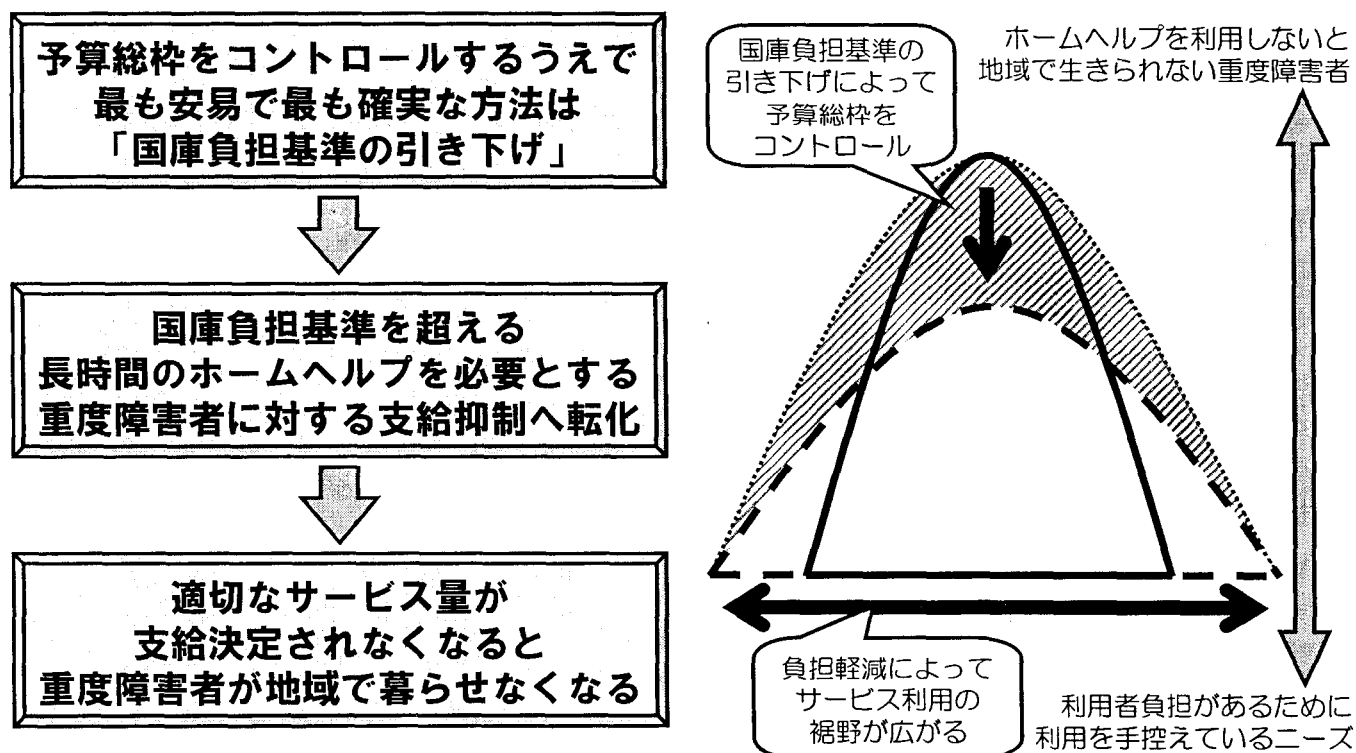 予算総枠をコントロールするうえで
最も安易で最も確実な方法は
「国庫負担基準の引き下げ」
国庫負担基準を超える
長時間のホームヘルプを必要とする
重度障害者に対する支給抑制へ転化
適切なサービス量が
支給決定されなくなると
重度障害者が地域で暮らせなくなる
国庫負担基準の
引き下げによって
予算総枠を
コントロール
ホームヘルプを利用しないと
地域で生きられない重度障害者
負担軽減によって
サービス利用の
裾野が広がる
利用者負担があるために
利用を手控えているニーズ